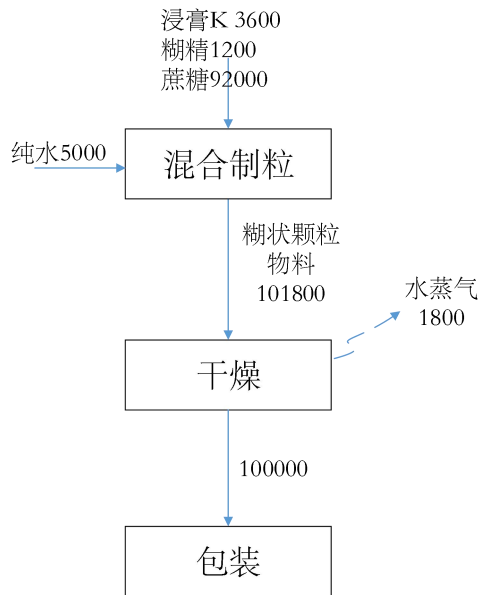 浸膏K 3600
糊精1200
蔗糖92000
纯水5000
混合制粒
糊状颗粒
物料
101800
水蒸气
1800
干燥
100000
包装